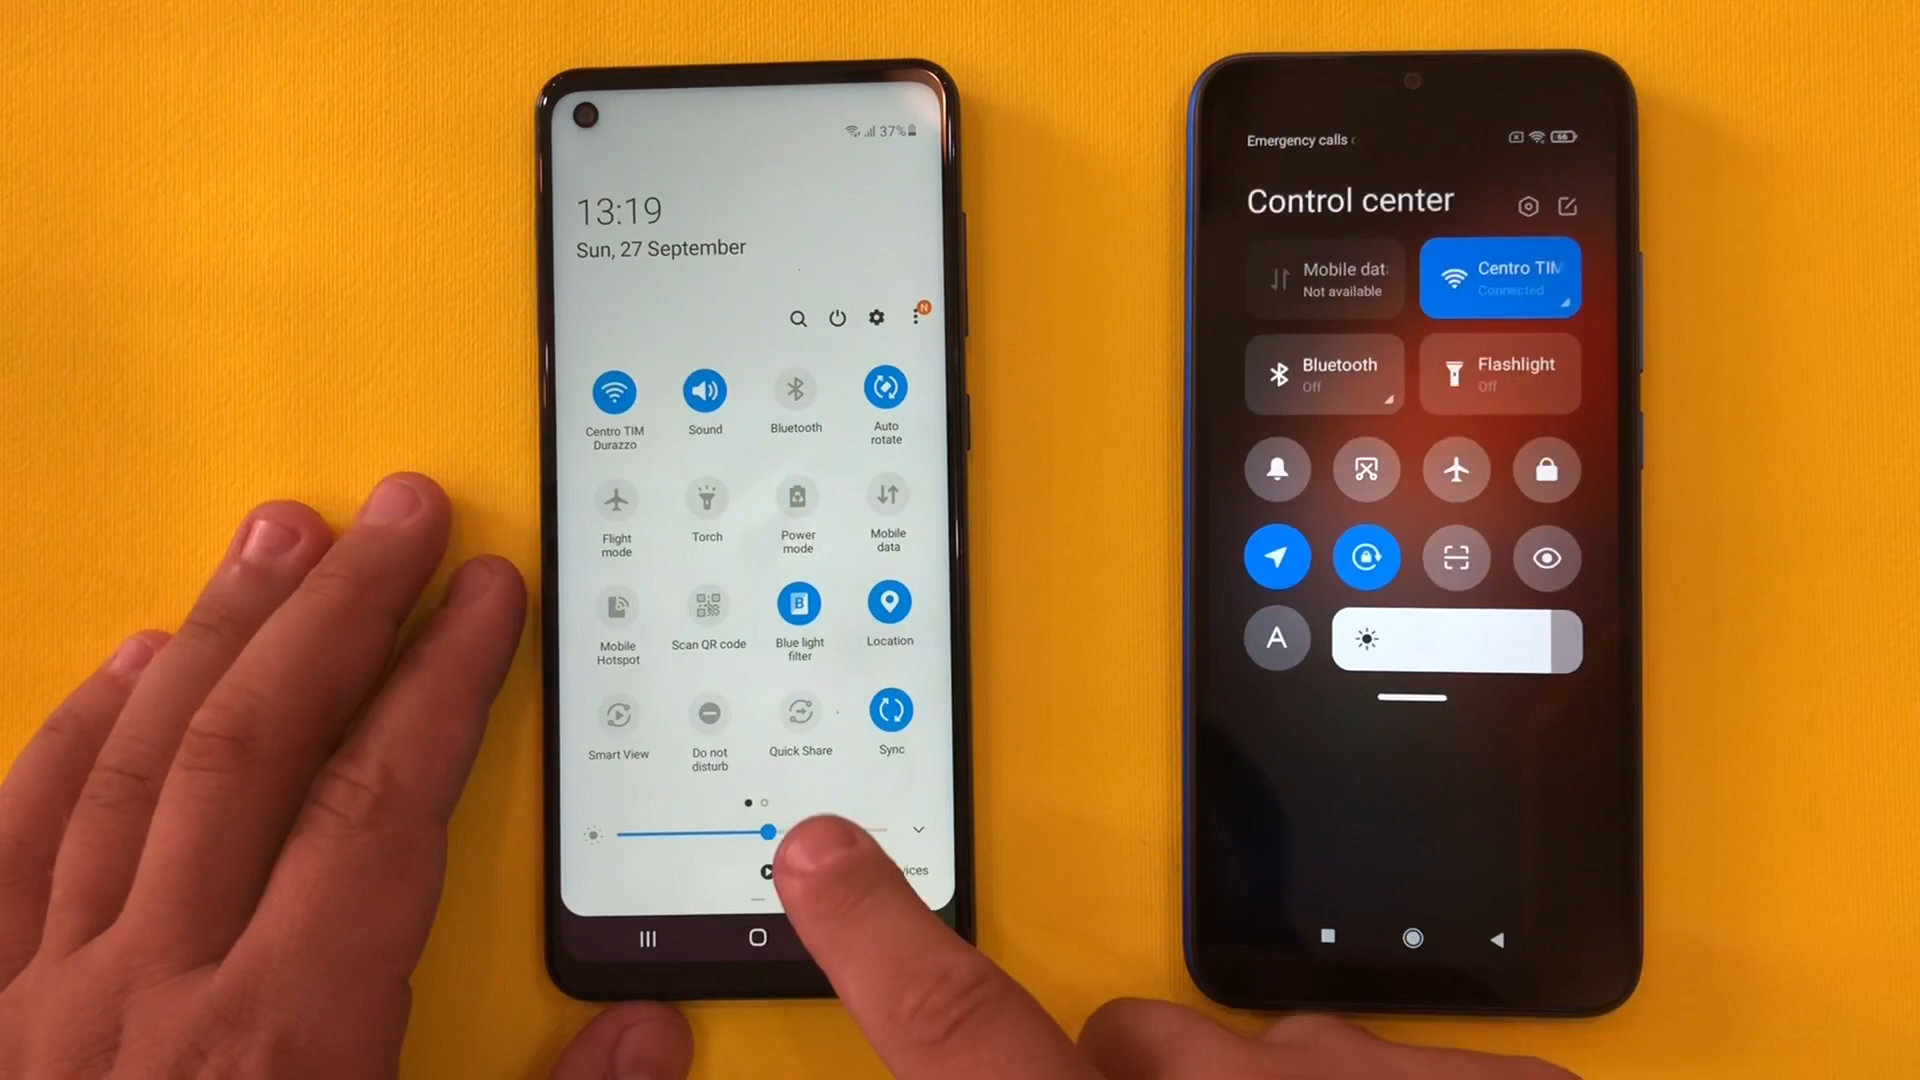 37%
13:19
Sun, 27 September
N
Centro TIM
Durazzo
Sound
Bluetooth
Auto
rotate
Flight
mode
Torch
Power
mode
Mobile
data
Mobile
Hotspot
Scan QR code
B
Blue light
filter
Location
Smart View
Do not
disturb
Quick Share
Sync
vices
Emergency calls
66
Control center
Mobile dat
Not available
Centro TIM
Connected
Bluetooth
Off
Flashlight
Off
A